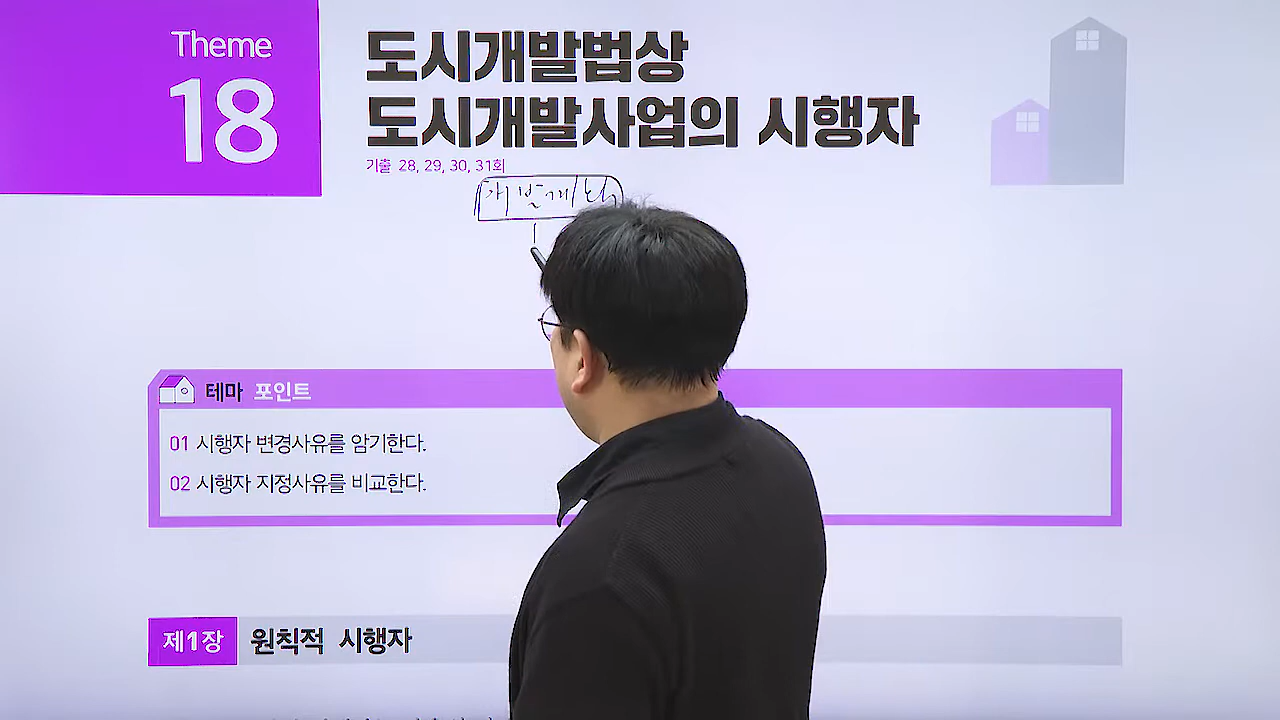 Theme
18
도시개발법상
도시개발사업의 시행자
기출 28, 29, 30, 31회
테마 포인트
01 시행자 변경사유를 암기한다.
02 시행자 지정사유를 비교한다.
제1장 원칙적 시행자